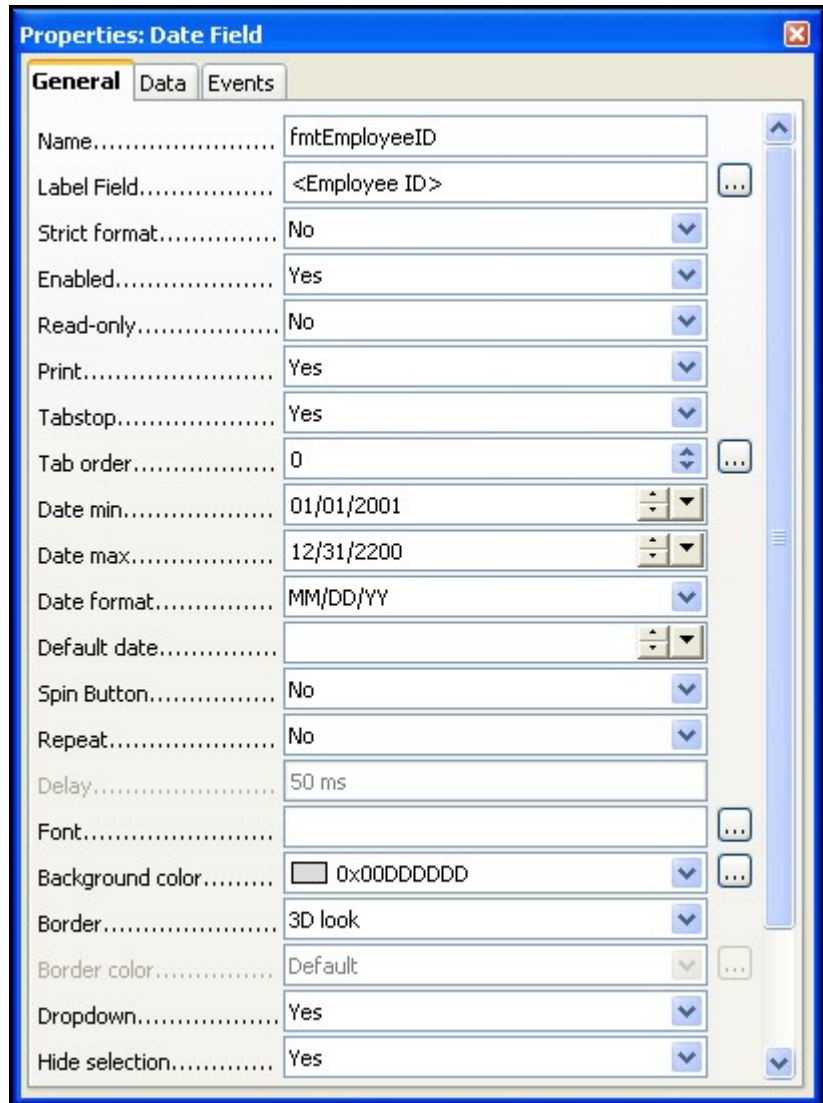 Properties: Date Field
General Data Events
Name....................... fmtEmployeeID
Label Field................. <Employee ID> ...
Strict format............... No
Enabled.................... Yes
Read-only.................. No
Print........................ Yes
Tabstop.................... Yes
Tab order.................. 0 ...
Date min................... 01/01/2001
Date max.................. 12/31/2200
Date format............... MM/DD/YY
Default date...............
Spin Button................ No
Repeat..................... No
Delay....................... 50 ms
Font........................ ...
Background color......... 0x00DDDDDD ...
Border...................... 3D look
Border color............... Default ...
Dropdown.................. Yes
Hide selection............. Yes